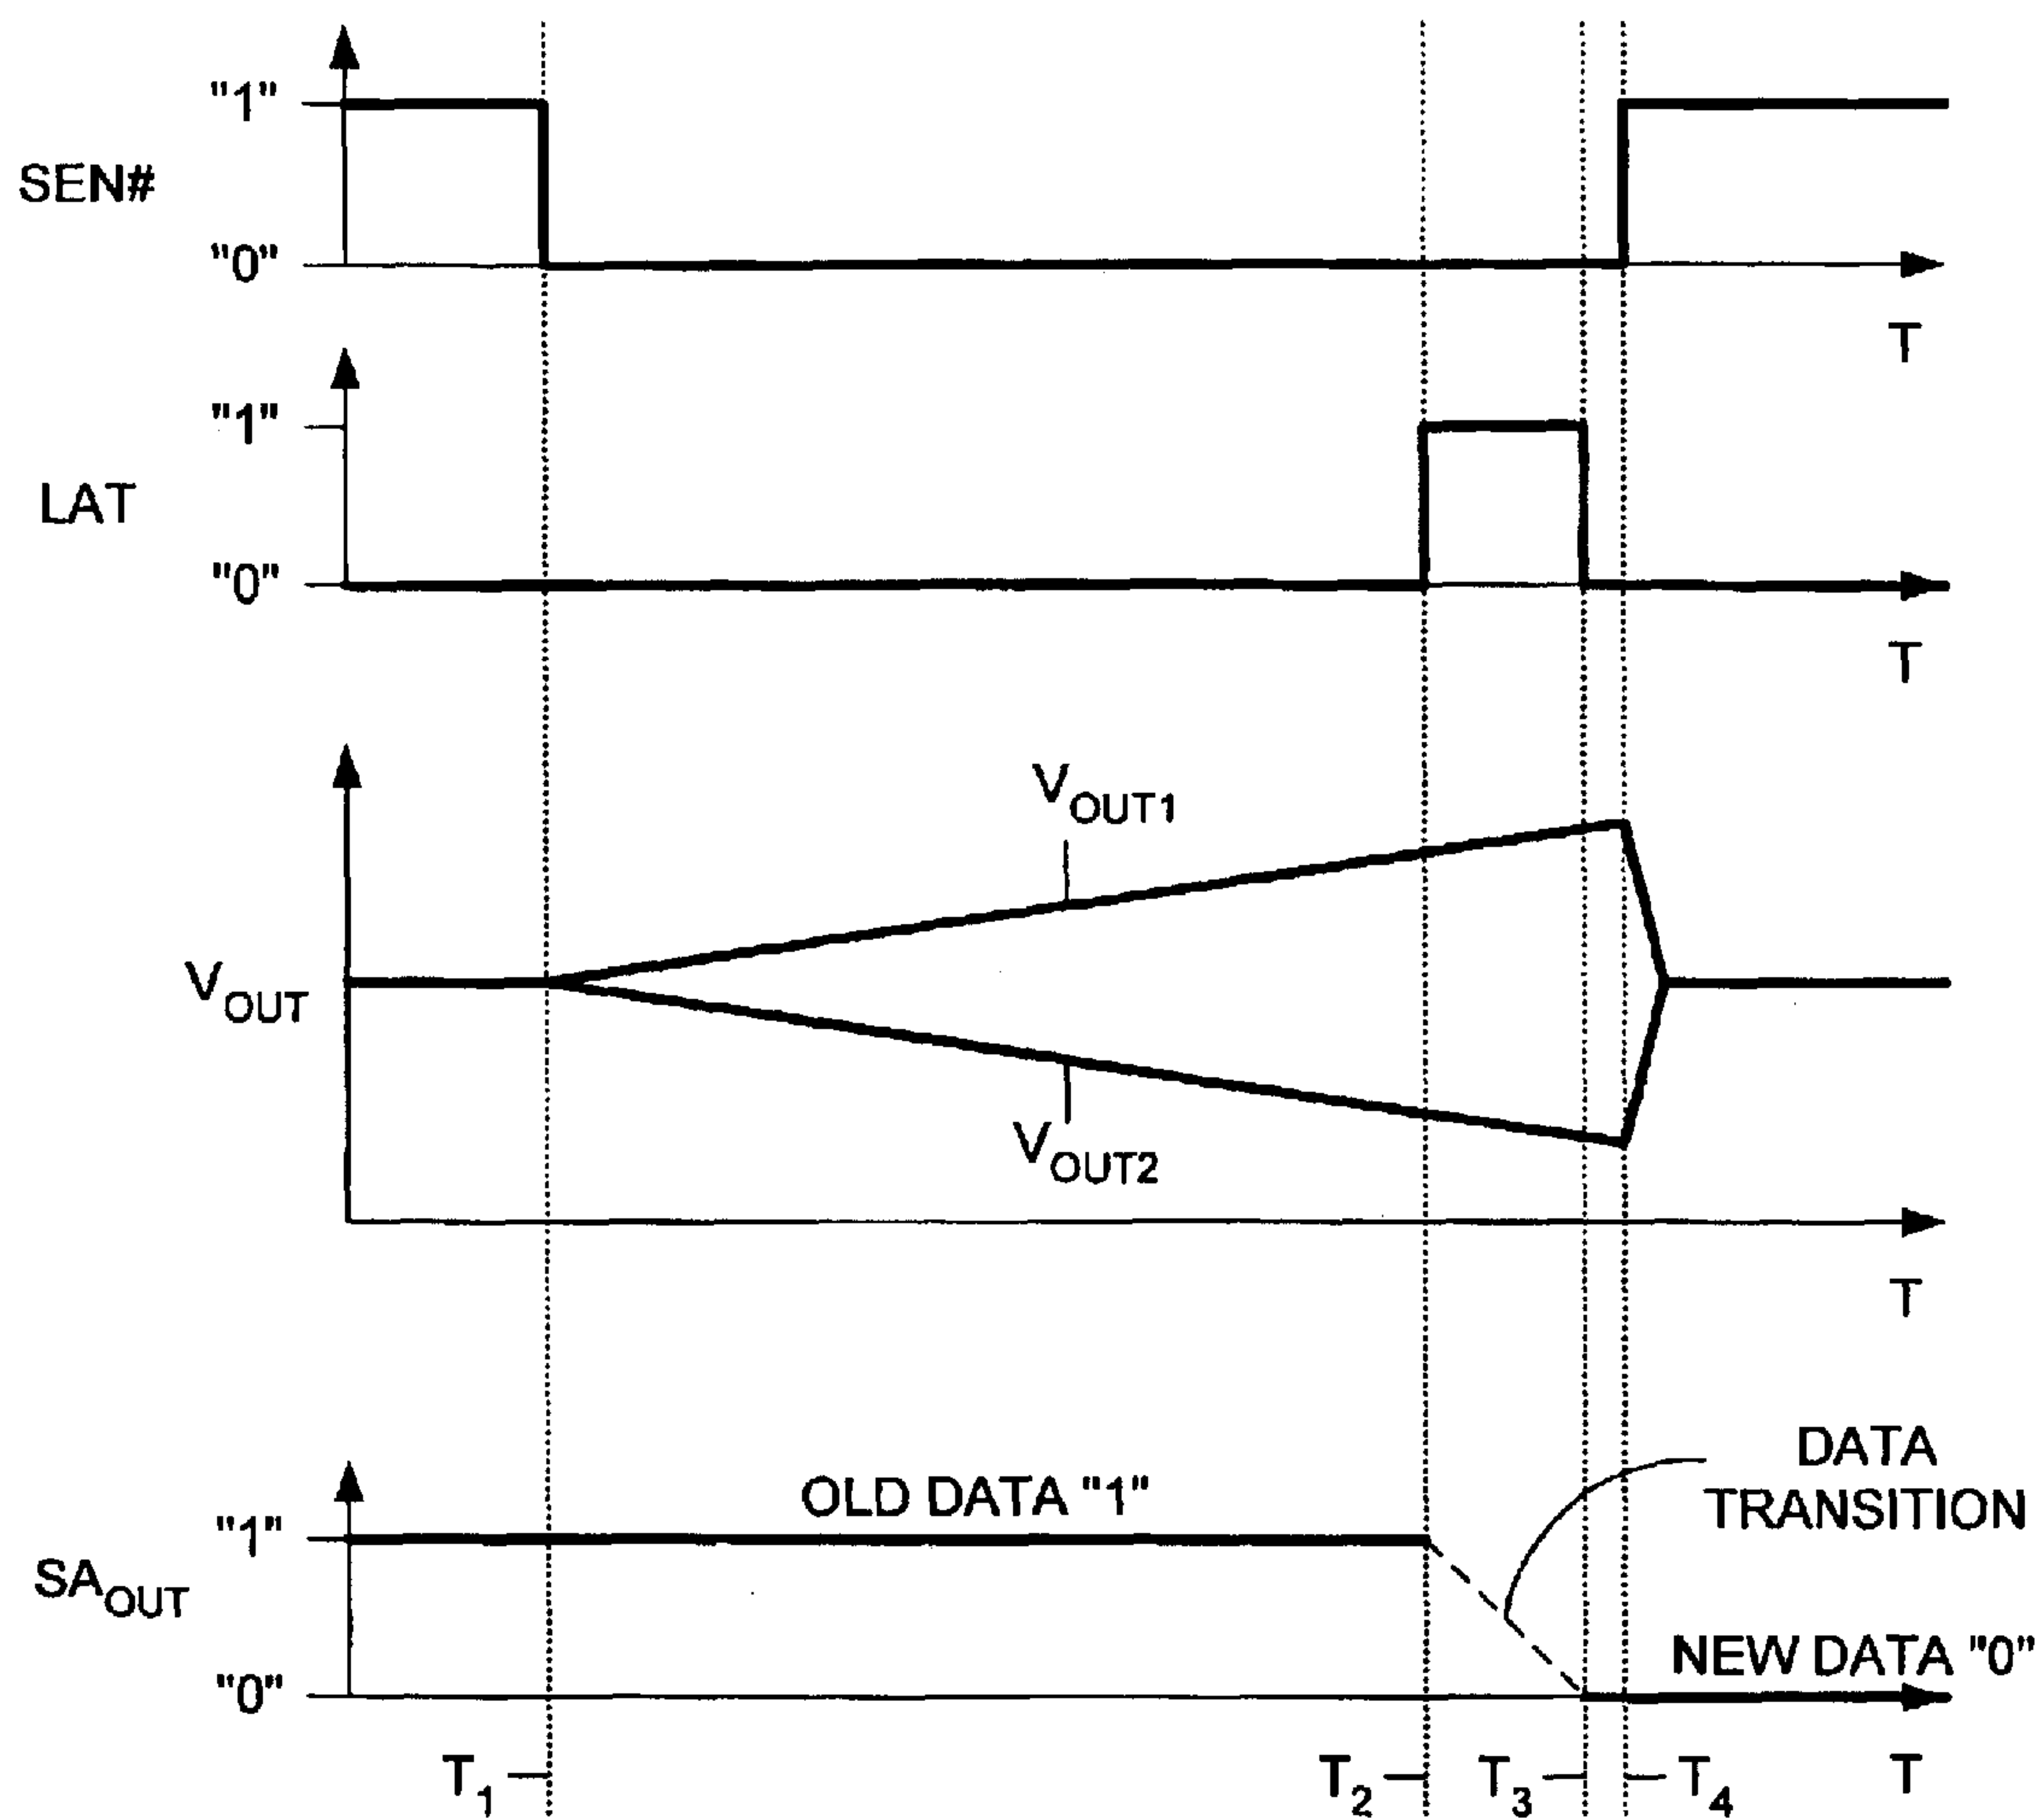 "1"
SEN#
"0"
T
"1"
LAT
"0"
T
VOUT1
VOUT
VOUT2
T
DATA
TRANSITION
OLD DATA "1"
"1"
SAOUT
NEW DATA "0"
"0"
T1
T2
T3
T4
T